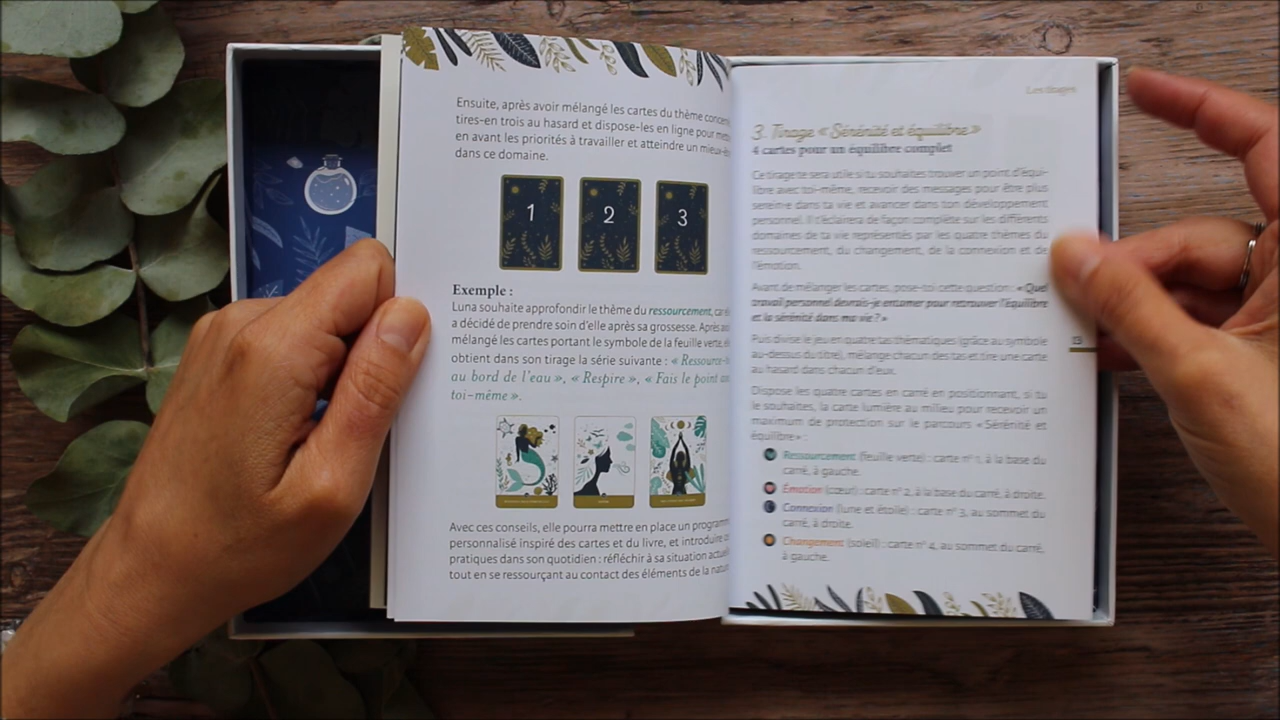 Ensuite, après avoir mélangé les cartes du thème
tires-en trois au hasard et dispose-les en ligne pour
en avant les priorités à travailler et atteindre un mieux-
dans ce domaine.
1 2 3
Exemple :
Luna souhaite approfondir le thème du ressourcement,
a décidé de prendre soin d'elle après sa grossesse. Après
mélangé les cartes portant le symbole de la feuille verte,
obtient dans son tirage la série suivante : « Ressource-
au bord de l'eau », « Respire », « Fais le point
toi-même ».
Avec ces conseils, elle pourra mettre en place un
personnalisé inspiré des cartes et du livre, et introduire
pratiques dans son quotidien : réfléchir à sa situation
tout en se ressourçant au contact des éléments de la
Les tirages
3. Tirage « Sérénité et équilibre »
4 cartes pour un équilibre complet
Ce tirage te sera utile si tu souhaites trouver un point d'équi-
libre avec toi-même, recevoir des messages pour être plus
serein·e dans ta vie et avancer dans ton développement
personnel. Il t'éclairera de façon complète sur les différents
domaines de ta vie représentés par les quatre thèmes du
ressourcement, du changement, de la connexion et de
l'émotion.
Avant de mélanger les cartes, pose-toi cette question : « Quel
travail personnel devrais-je entamer pour retrouver l'équilibre
et la sérénité dans ma vie ? »
Puis divise le jeu en quatre tas thématiques (grâce au symbole
au-dessus du titre), mélange chacun des tas et tire une carte
au hasard dans chacun d'eux.
Dispose les quatre cartes en carré en positionnant, si tu
le souhaites, la carte lumière au milieu pour recevoir un
maximum de protection sur le parcours « Sérénité et
équilibre » :
Ressourcement (feuille verte) : carte n° 1, à la base du
carré, à gauche.
Émotion (cœur) : carte n° 2, à la base du carré, à droite.
Connexion (lune et étoile) : carte n° 3, au sommet du
carré, à droite.
Changement (soleil) : carte n° 4, au sommet du carré,
à gauche.